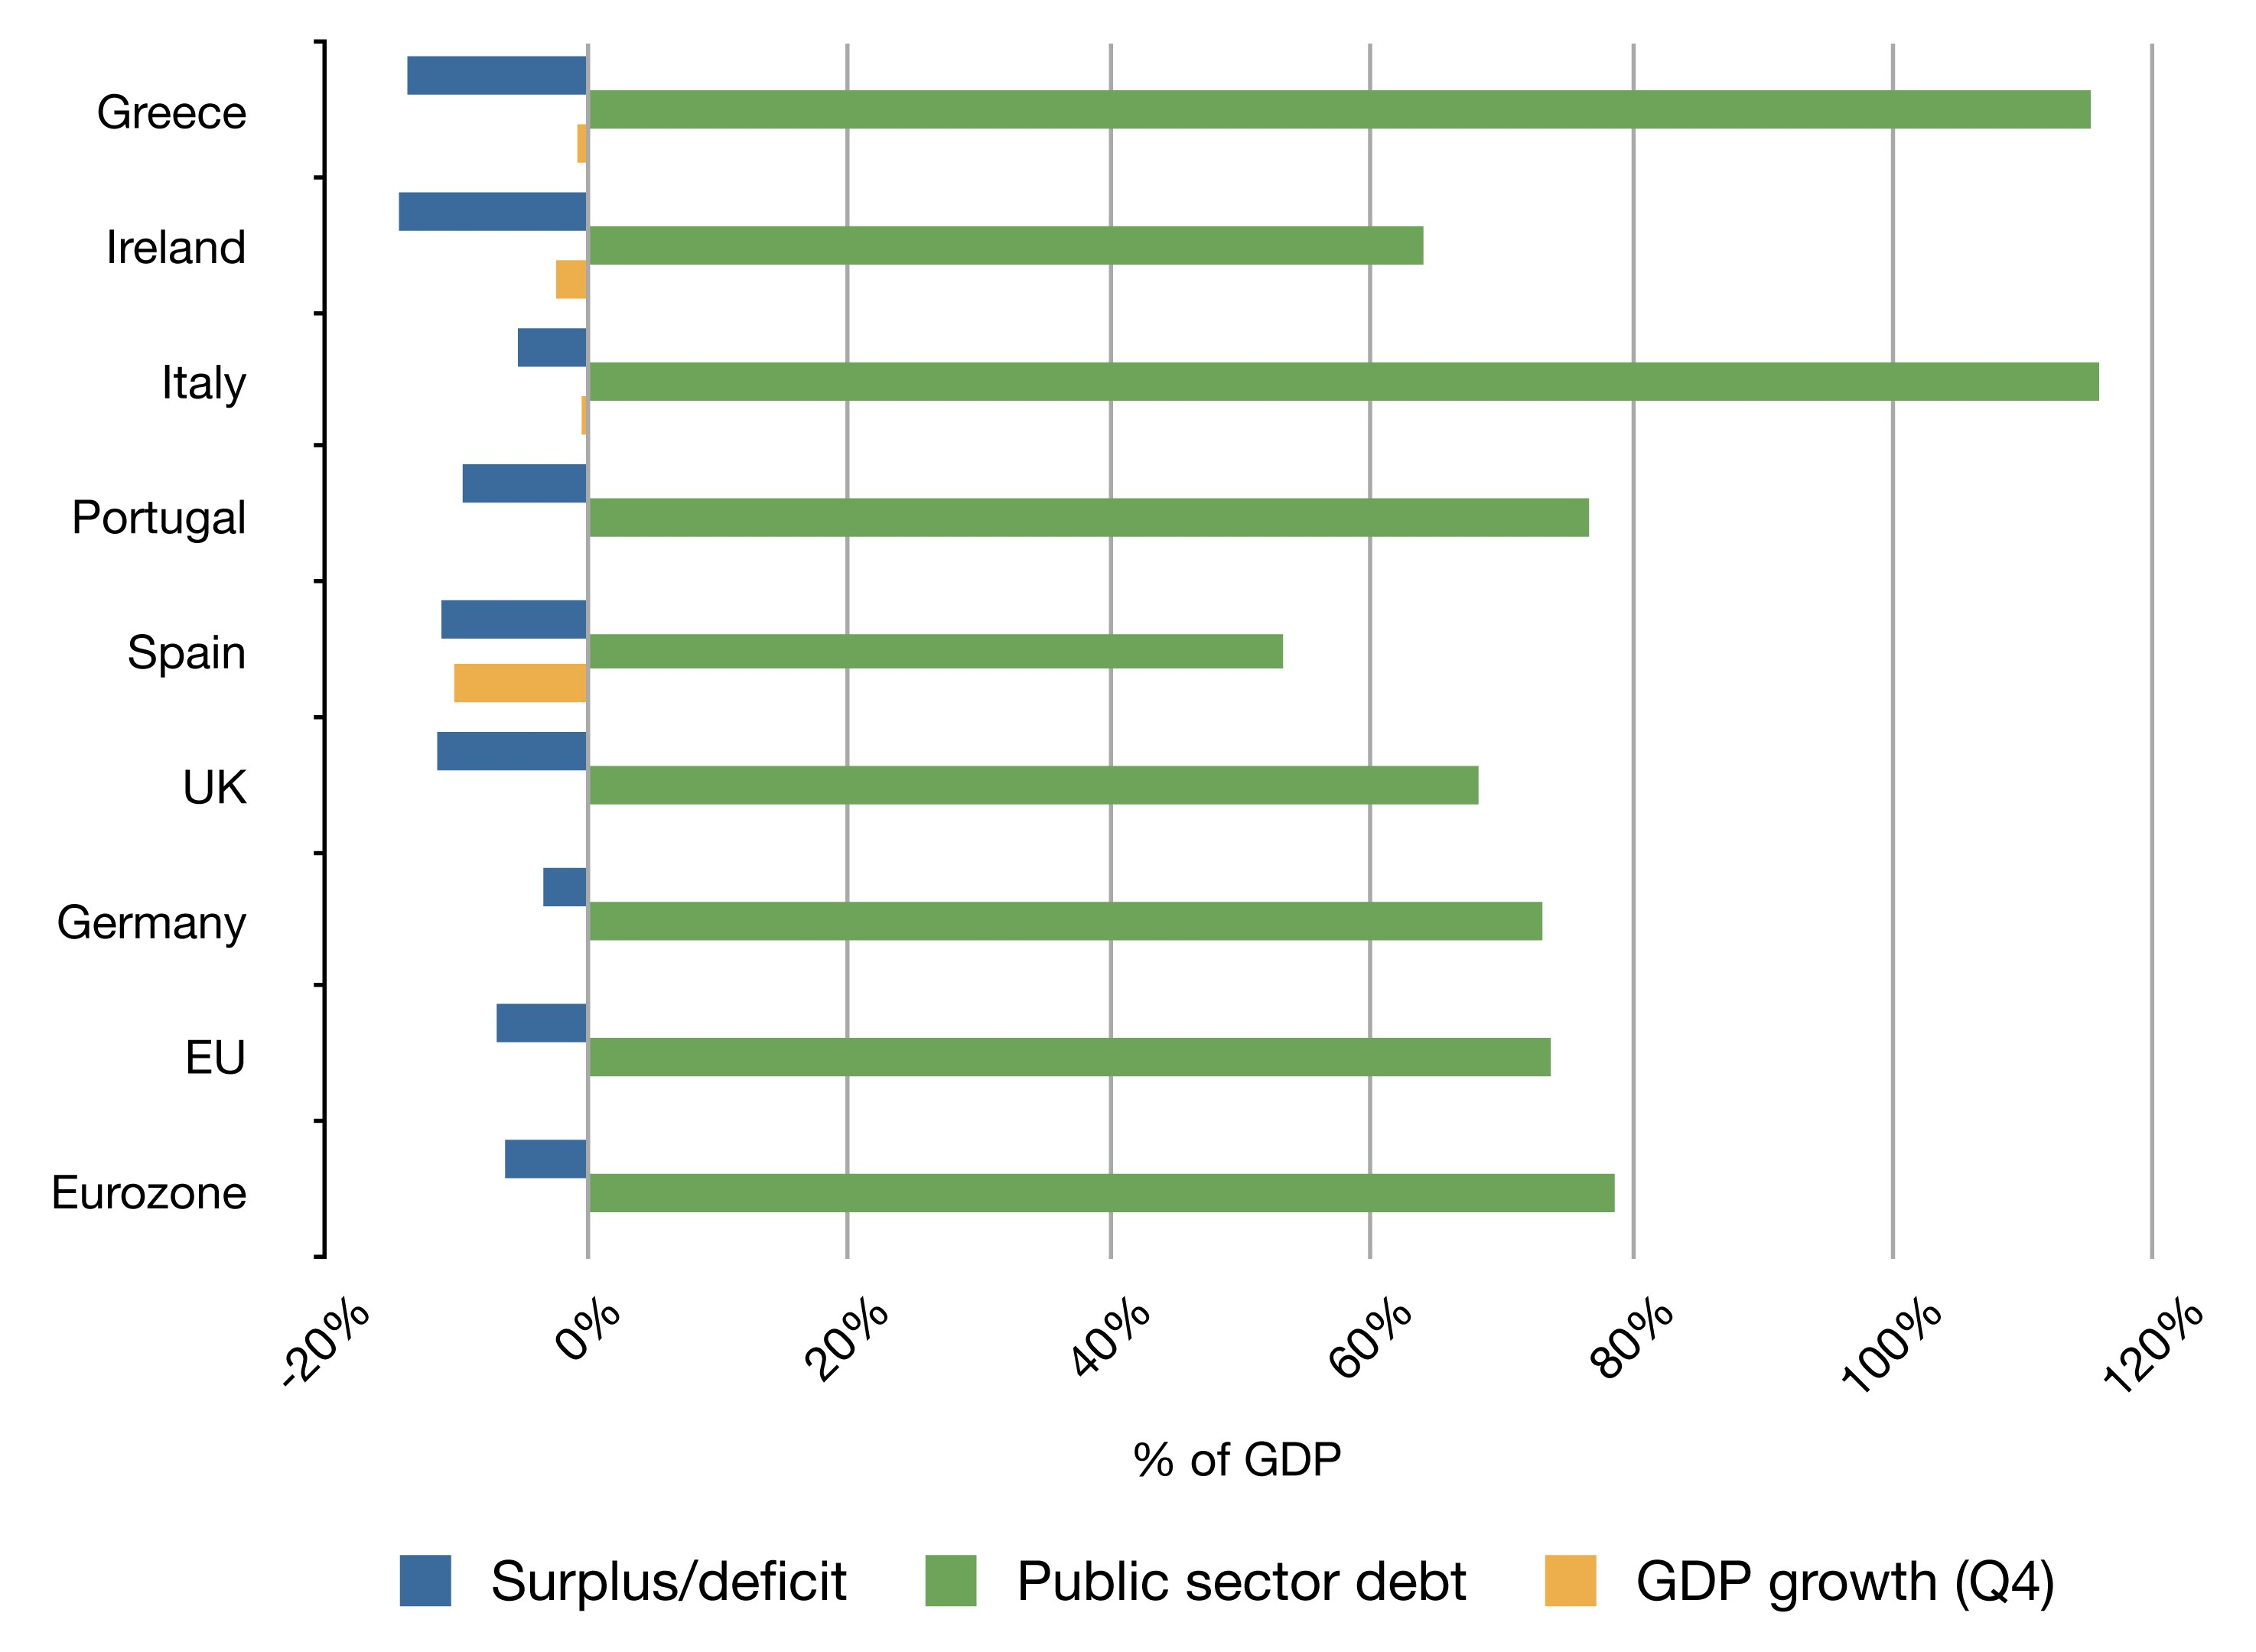 Greece
Ireland
Italy
Portugal
Spain
UK
Germany
EU
Eurozone
-20% 0% 20% 40% 60% 80% 100% 120%
% of GDP
Surplus/deficit Public sector debt GDP growth (Q4)